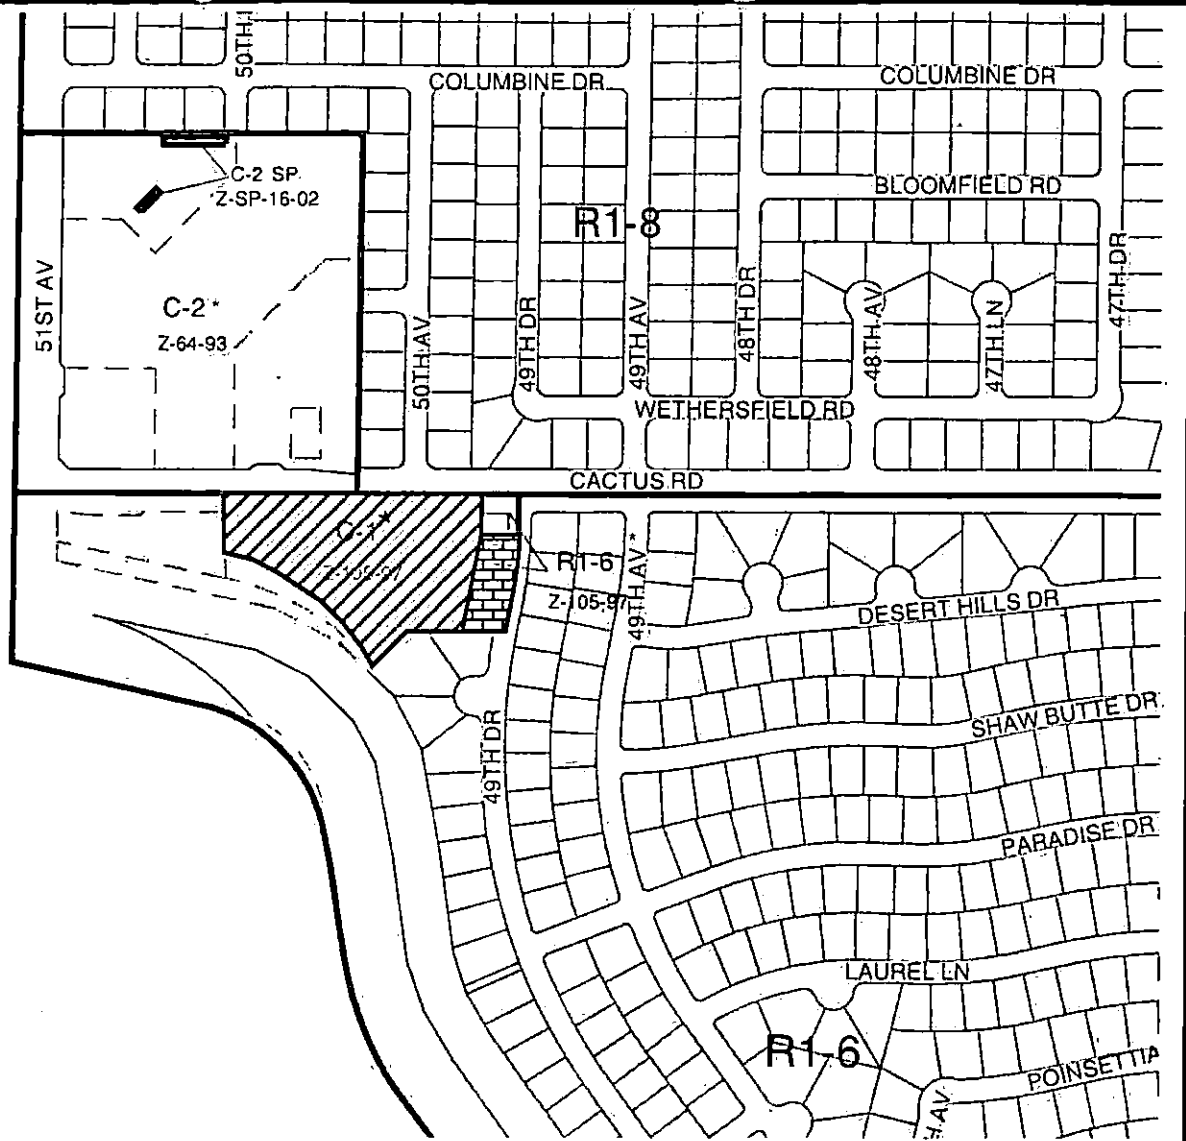 50TH
COLUMBINE DR
COLUMBINE DR
C-2 SP
Z-SP-16-02
BLOOMFIELD RD
R1-8
51ST AV
C-2*
Z-64-93
50TH AV
49TH DR
49TH AV
48TH DR
48TH AV
47TH LN
47TH DR
WETHERSFIELD RD
CACTUS RD
C-1*
R1-6
Z-105-97
49TH AV*
DESERT HILLS DR
SHAW BUTTE DR
49TH DR
PARADISE DR
LAUREL LN
R1-6
POINSETTIA
H AV